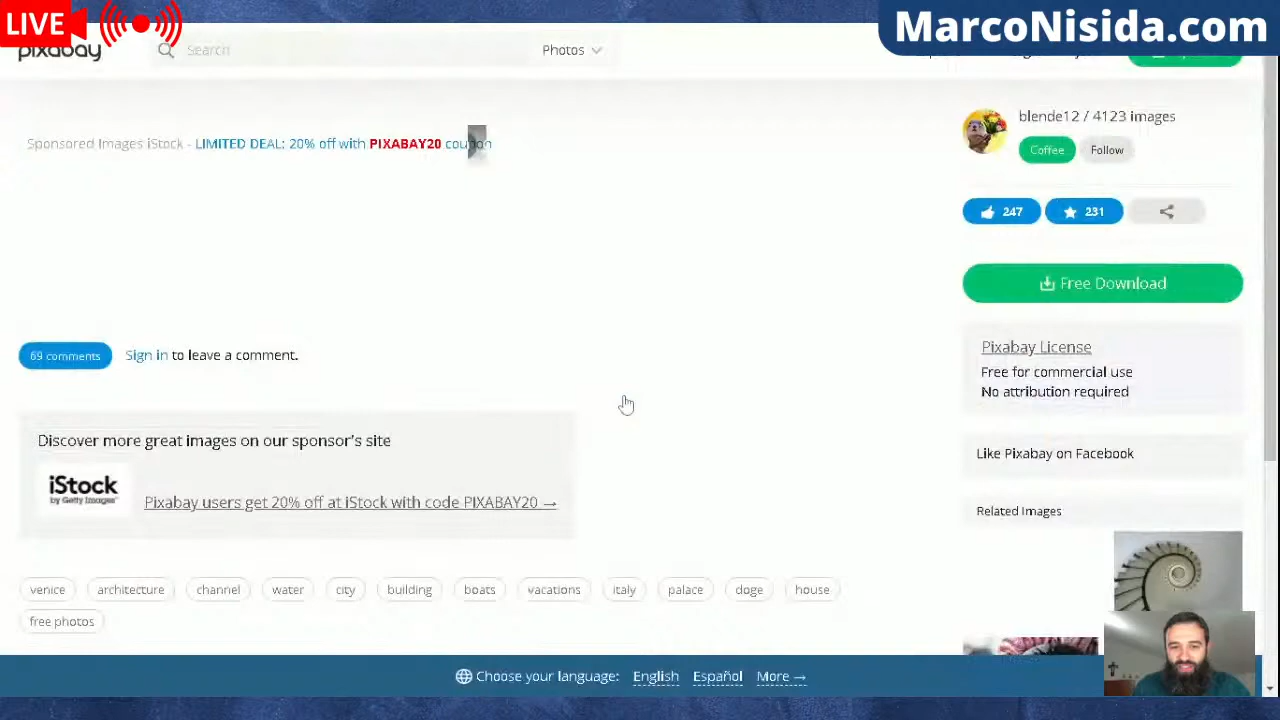 LIVE
MarcoNisida.com
pixabay
Search
Photos
blende12 / 4123 images
Coffee
Follow
Sponsored Images iStock - LIMITED DEAL: 20% off with PIXABAY20 coupon
247
231
Free Download
Pixabay License
Free for commercial use
No attribution required
69 comments
Sign in to leave a comment.
Discover more great images on our sponsor's site
iStock
by Getty Images™
Pixabay users get 20% off at iStock with code PIXABAY20 →
Like Pixabay on Facebook
Related Images
venice
architecture
channel
water
city
building
boats
vacations
italy
palace
doge
house
free photos
Choose your language:
English
Español
More →